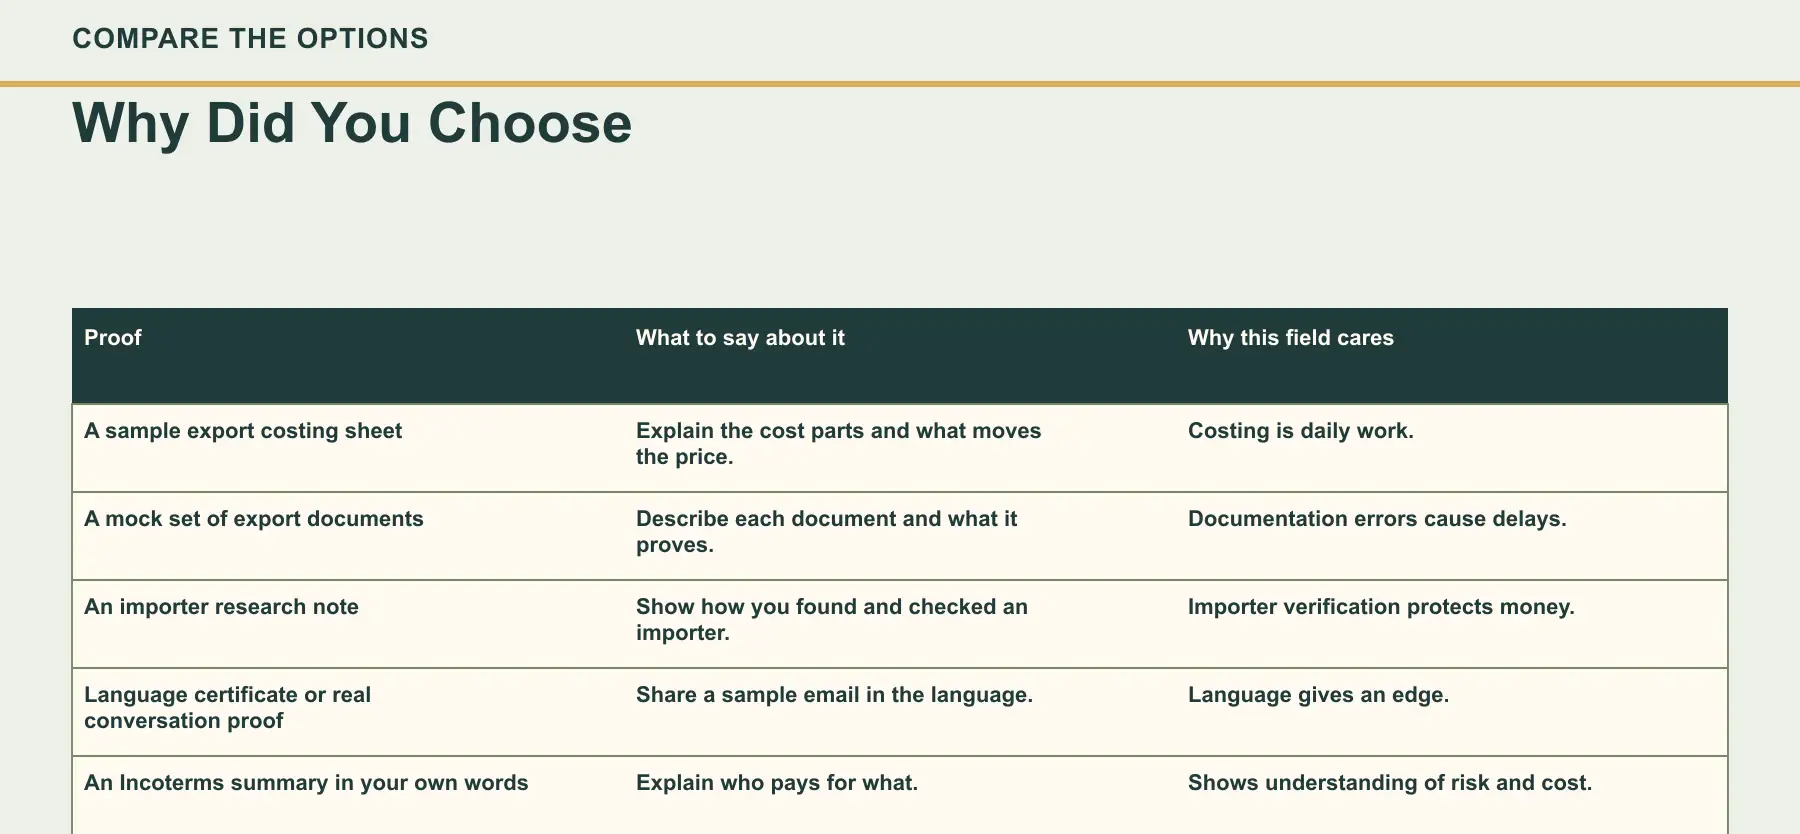 COMPARE THE OPTIONS
Why Did You Choose
Proof
What to say about it
Why this field cares
A sample export costing sheet
Explain the cost parts and what moves
the price.
Costing is daily work.
A mock set of export documents
Describe each document and what it
proves.
Documentation errors cause delays.
An importer research note
Show how you found and checked an
importer.
Importer verification protects money.
Language certificate or real
conversation proof
Share a sample email in the language.
Language gives an edge.
An Incoterms summary in your own words
Explain who pays for what.
Shows understanding of risk and cost.